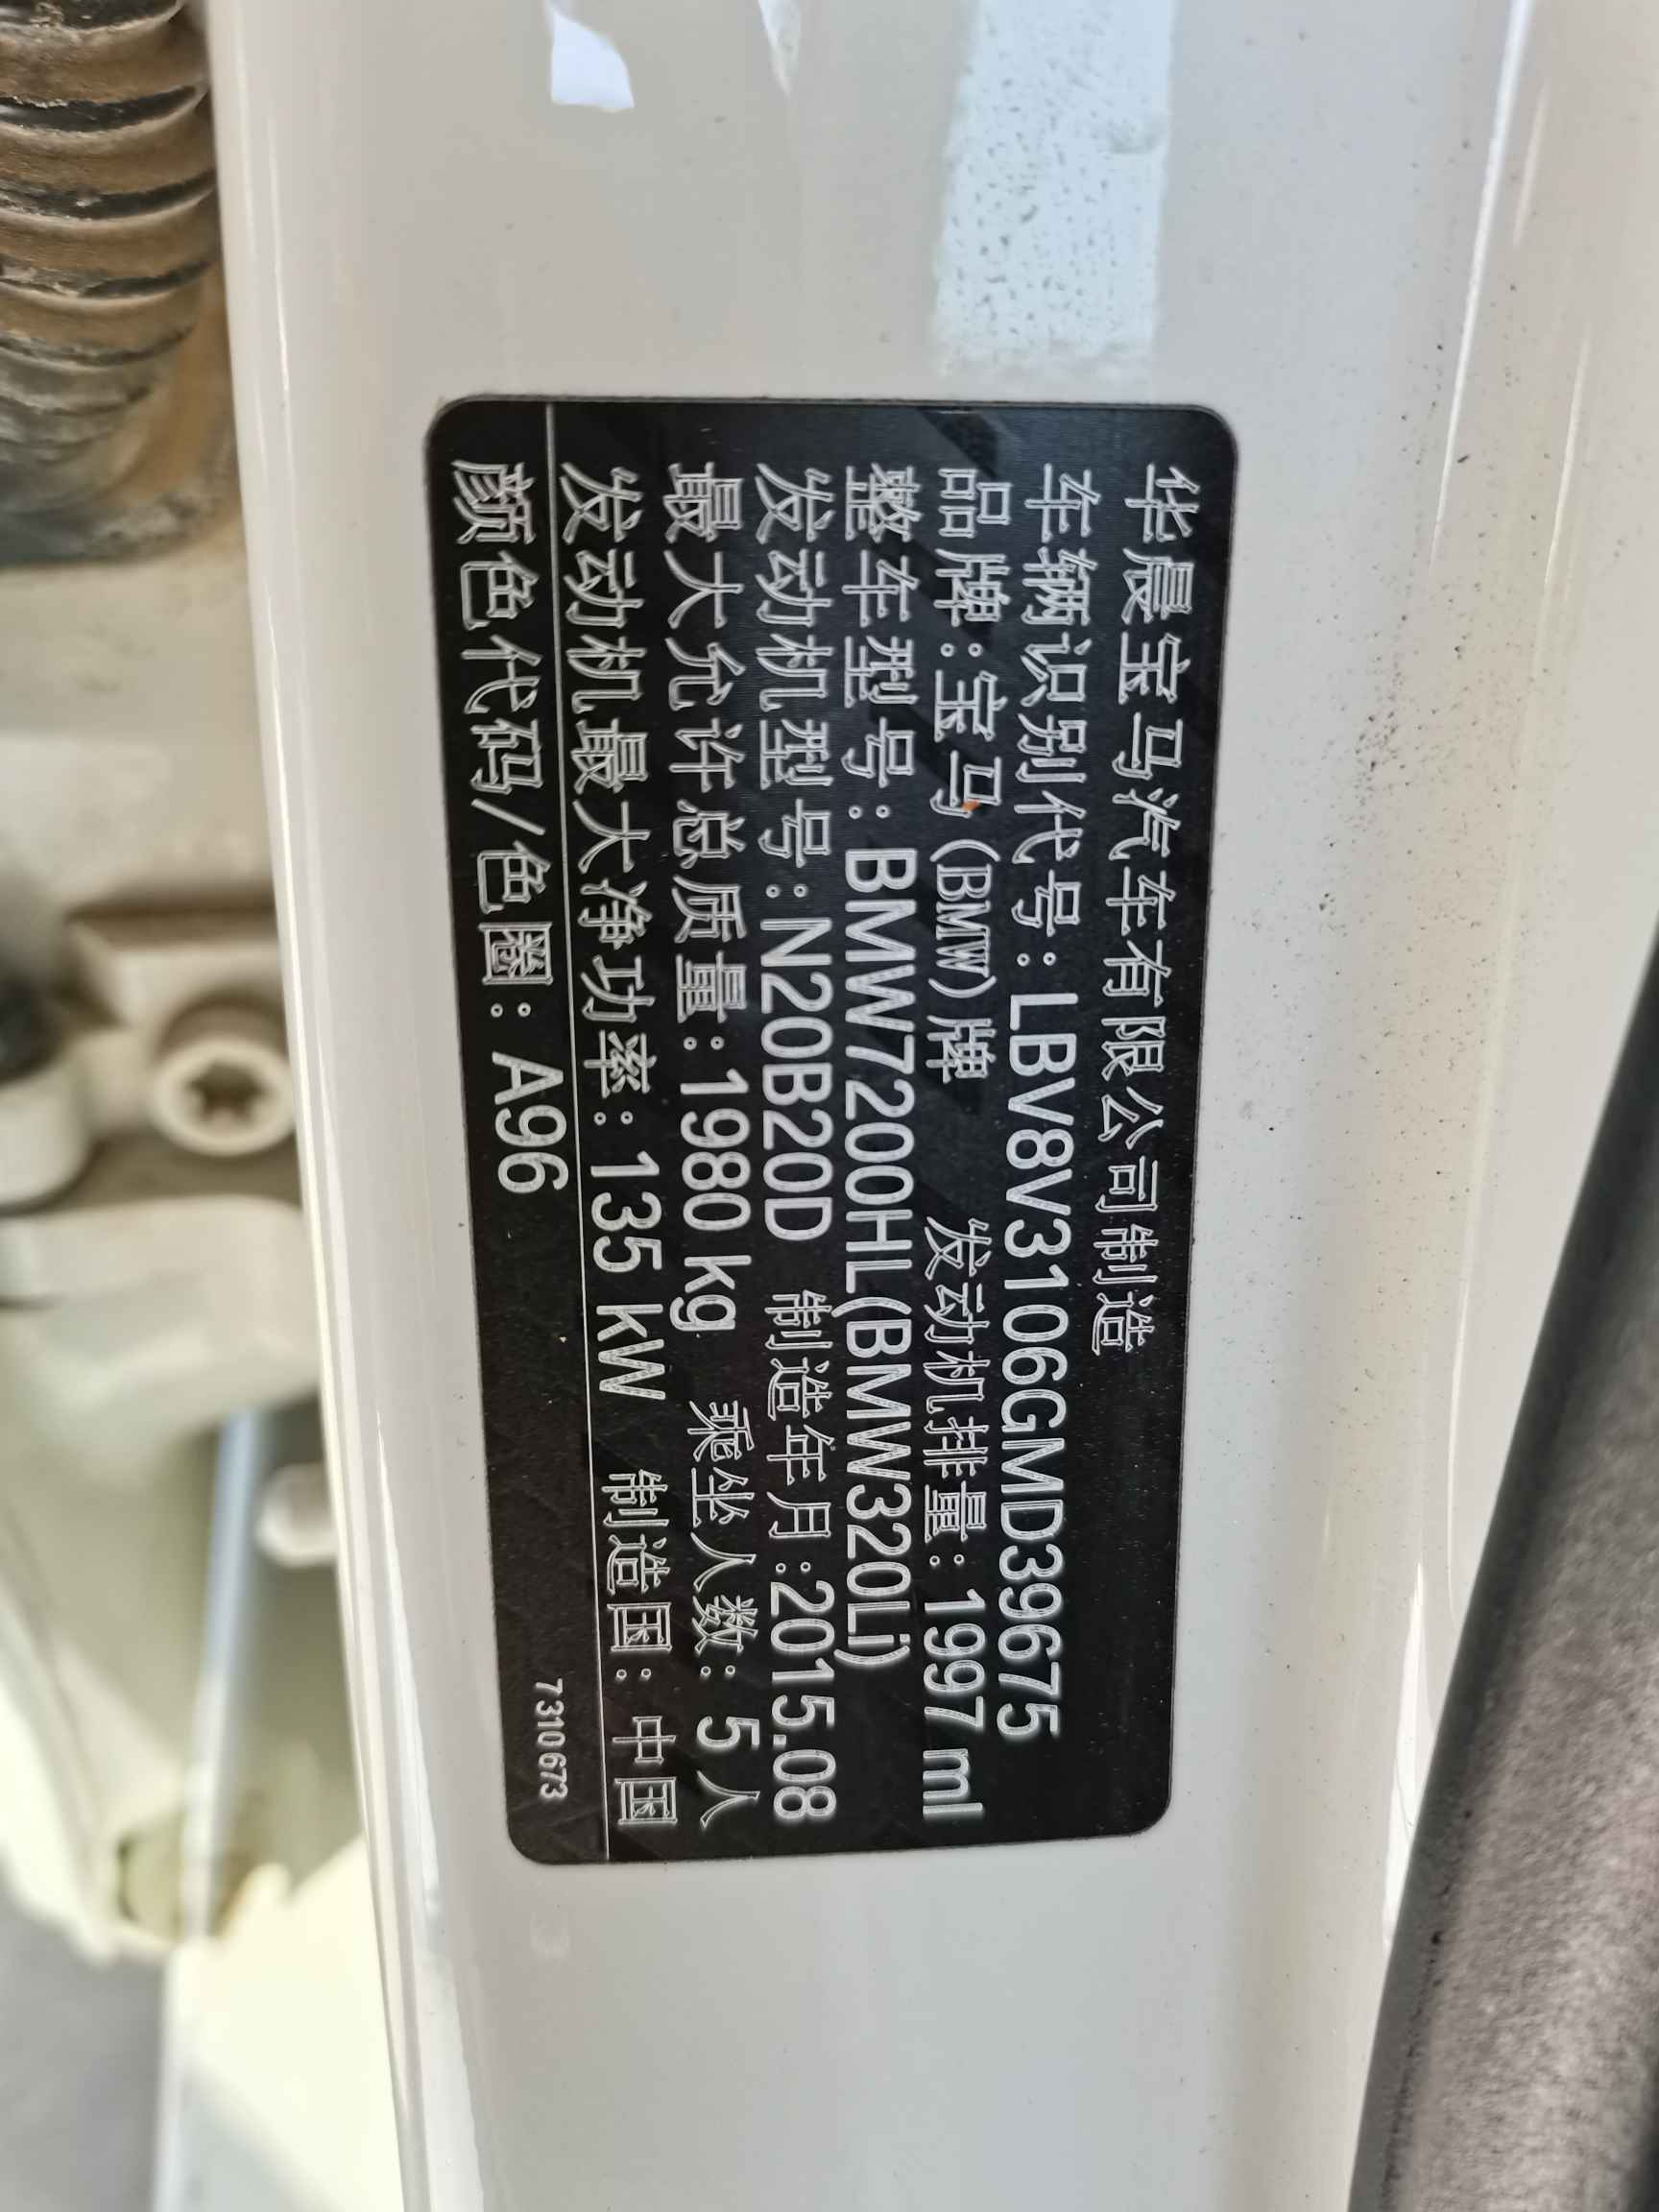 华晨宝马汽车有限公司制造
车辆识别代号：LBV8V3106GMD39675
品牌：宝马(BMW)牌 发动机排量：1997 ml
整车型号：BMW7200HL(BMW320Li)
发动机型号：N20B20D 制造年月：2015.08
最大允许总质量：1980 kg 乘坐人数：5人
发动机最大净功率：135 kW 制造国：中国
颜色代码/色圈：A96 7310673